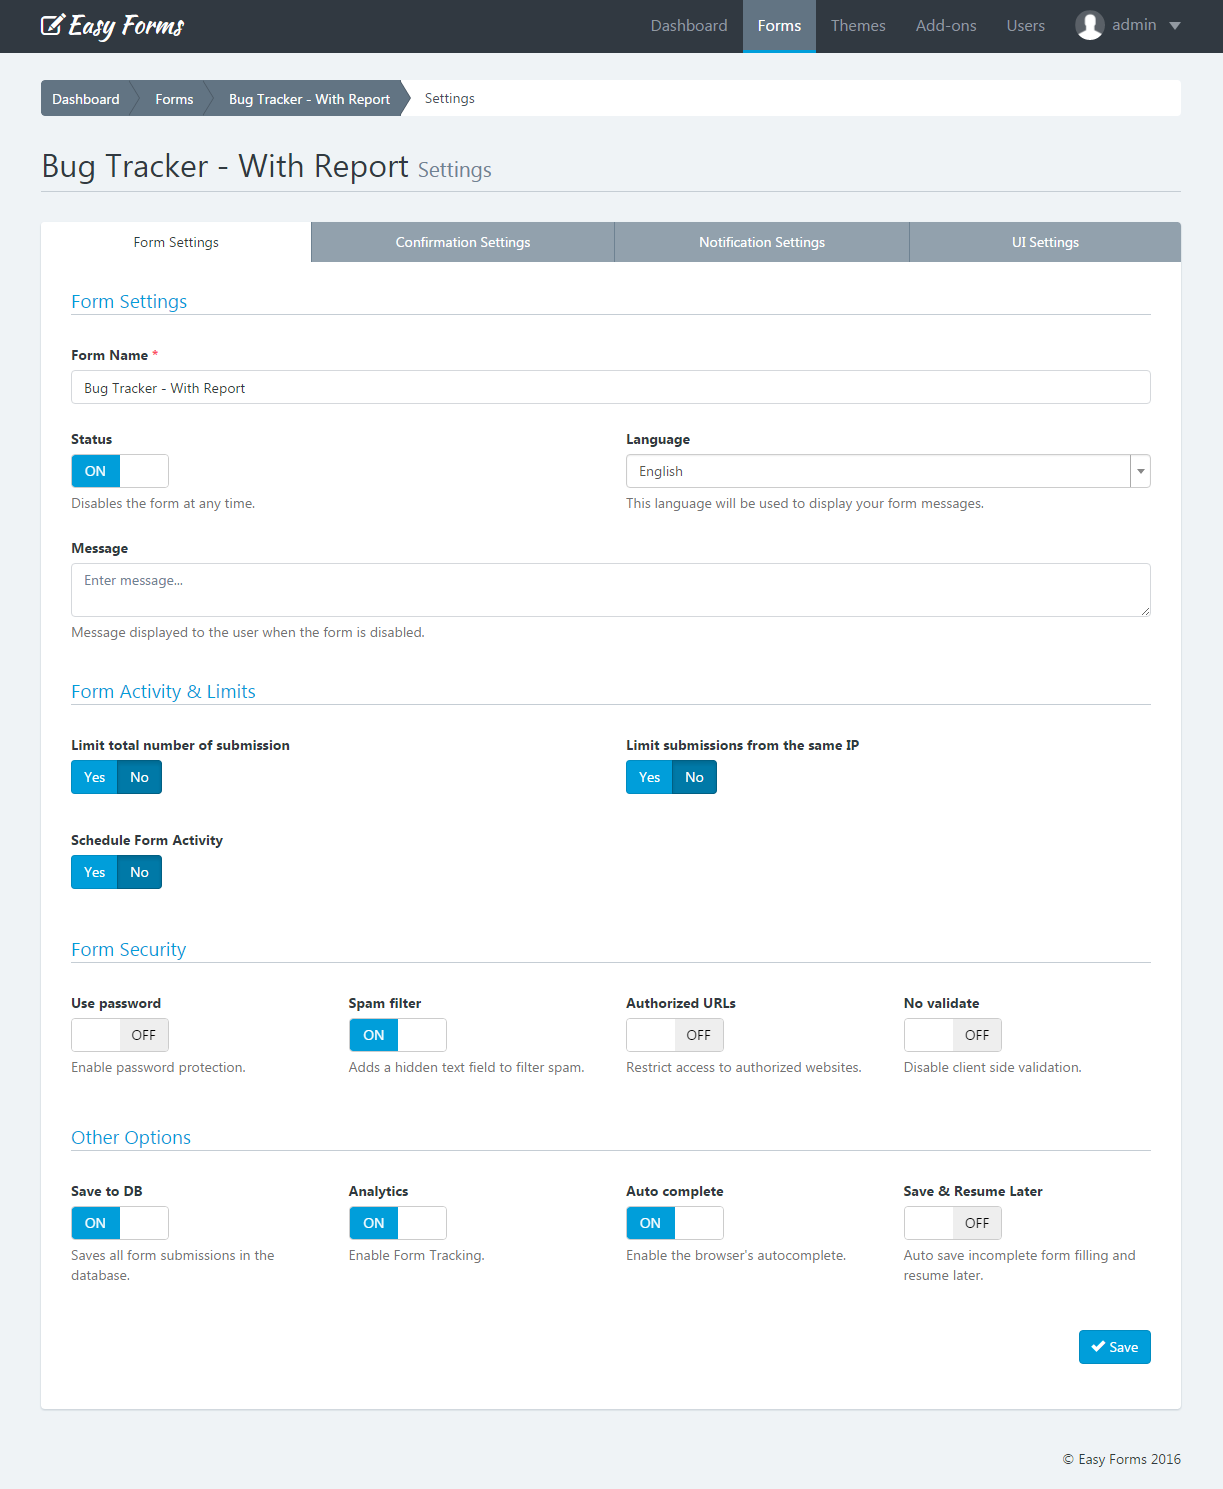 Easy Forms
Dashboard Forms Themes Add-ons Users admin
Dashboard Forms Bug Tracker - With Report Settings
Bug Tracker - With Report Settings
Form Settings Confirmation Settings Notification Settings UI Settings
Form Settings
Form Name *
Bug Tracker - With Report
Status Language
ON English
Disables the form at any time. This language will be used to display your form messages.
Message
Enter message...
Message displayed to the user when the form is disabled.
Form Activity & Limits
Limit total number of submission Limit submissions from the same IP
Yes No Yes No
Schedule Form Activity
Yes No
Form Security
Use password Spam filter Authorized URLs No validate
OFF ON OFF OFF
Enable password protection. Adds a hidden text field to filter spam. Restrict access to authorized websites. Disable client side validation.
Other Options
Save to DB Analytics Auto complete Save & Resume Later
ON ON ON OFF
Saves all form submissions in the Enable Form Tracking. Enable the browser's autocomplete. Auto save incomplete form filling and
database. resume later.
Save
© Easy Forms 2016